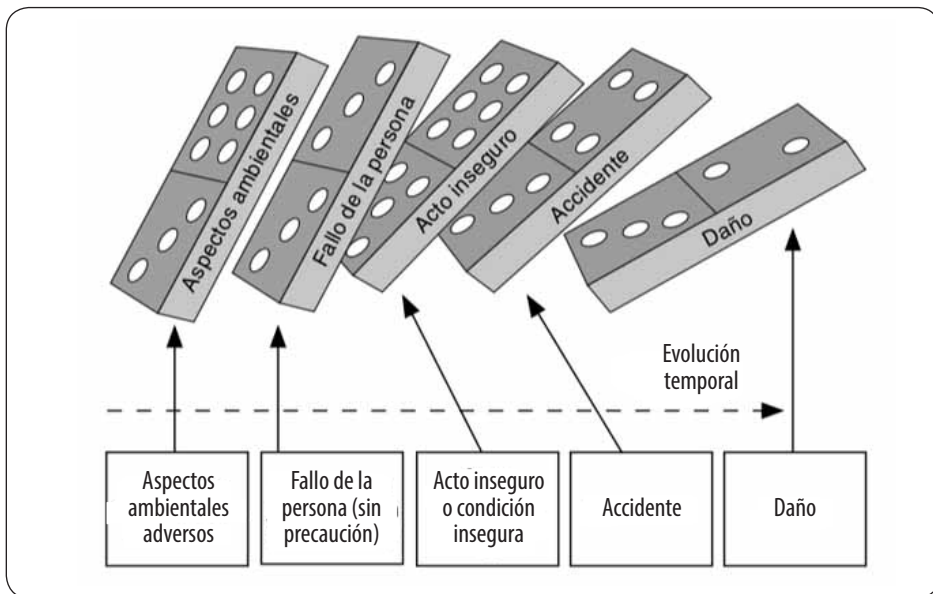 Aspectos ambientales
Fallo de la persona
Acto inseguro
Accidente
Daño
Evolución
temporal
Aspectos
ambientales
adversos
Fallo de la
persona (sin
precaución)
Acto inseguro
o condición
insegura
Accidente
Daño